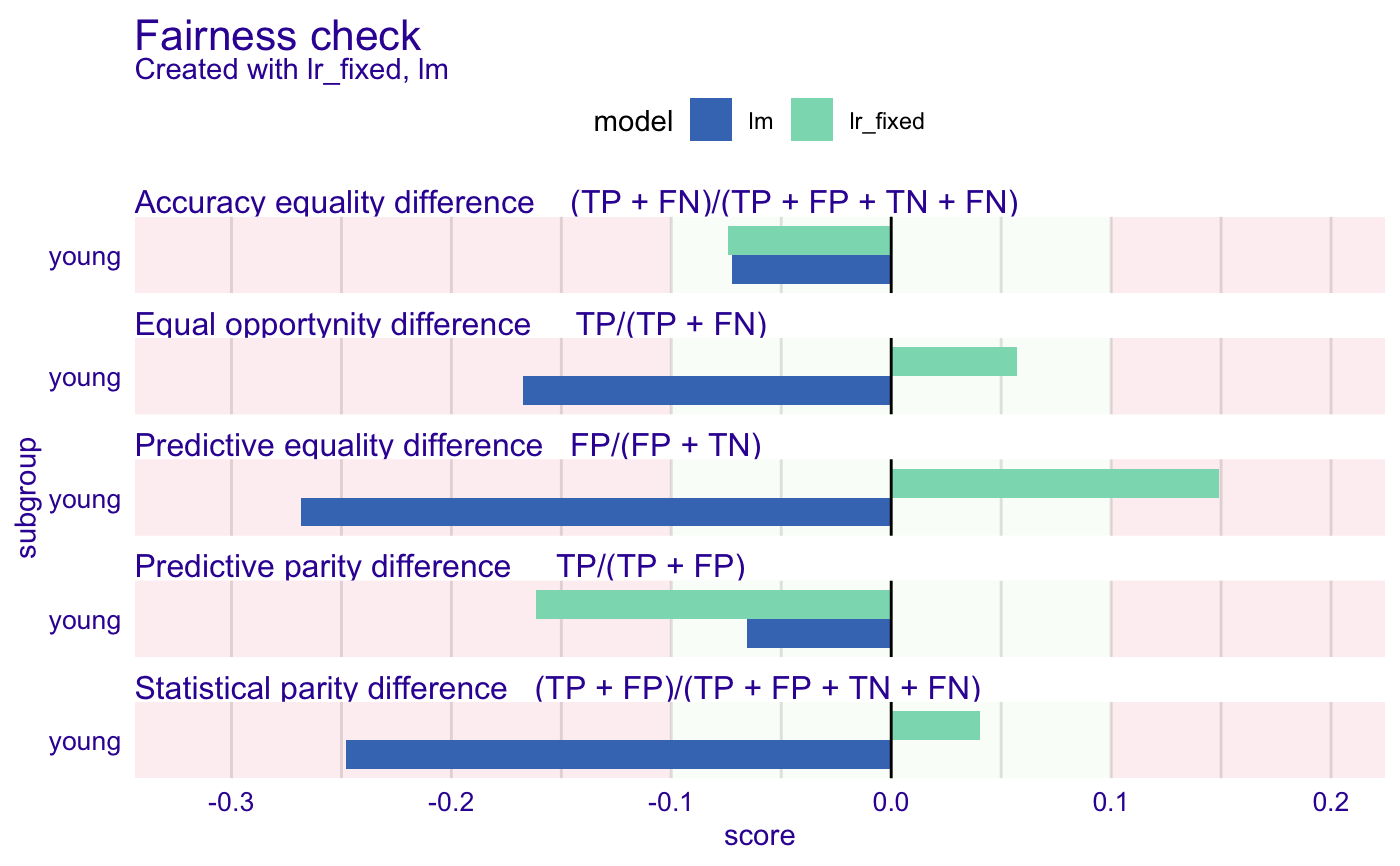 Fairness check
Created with lr_fixed, lm
model lm lr_fixed
Accuracy equality difference (TP + FN)/(TP + FP + TN + FN)
young
Equal opportynity difference TP/(TP + FN)
young
Predictive equality difference FP/(FP + TN)
young
Predictive parity difference TP/(TP + FP)
young
Statistical parity difference (TP + FP)/(TP + FP + TN + FN)
young
subgroup
-0.3 -0.2 -0.1 0.0 0.1 0.2
score